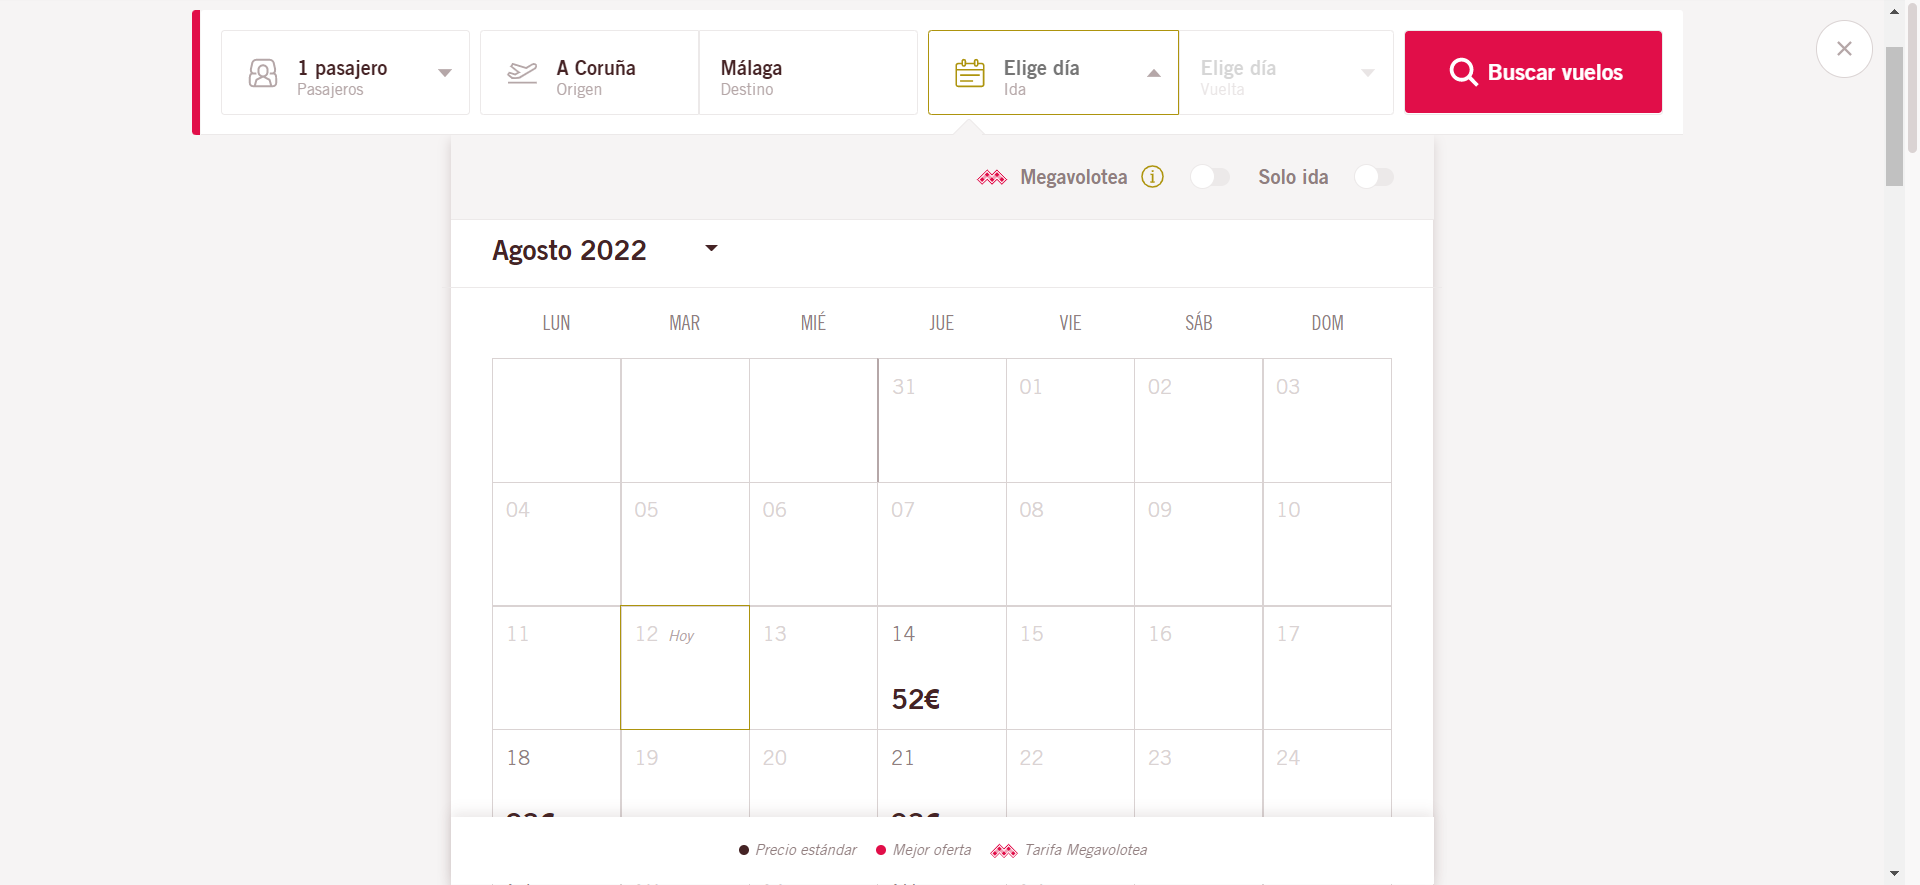 1 pasajero
Pasajeros
A Coruña
Origen
Málaga
Destino
Elige día
Ida
Elige día
Vuelta
Buscar vuelos
Megavolotea
Solo ida
Agosto 2022
LUN MAR MIÉ JUE VIE SÁB DOM
31 01 02 03
04 05 06 07 08 09 10
11 12 Hoy 13 14 15 16 17
52€
18 19 20 21 22 23 24
Precio estándar Mejor oferta Tarifa Megavolotea